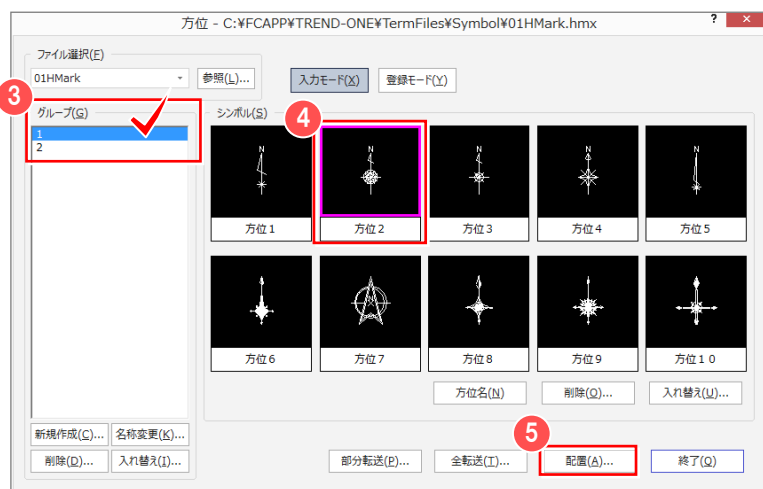 方位 - C:¥FCAPP¥TREND-ONE¥TermFiles¥Symbol¥01HMark.hmx ? ×
ファイル選択(F)
01HMark 参照(L)... 入力モード(X) 登録モード(Y)
3
グループ(G) シンボル(S) 4
1
2
N N N N N
方位1 方位2 方位3 方位4 方位5
方位6 方位7 方位8 方位9 方位10
方位名(N) 削除(O)... 入れ替え(U)...
新規作成(C)... 名称変更(K)... 5
削除(D)... 入れ替え(I)... 部分転送(P)... 全転送(T)... 配置(A)... 終了(Q)